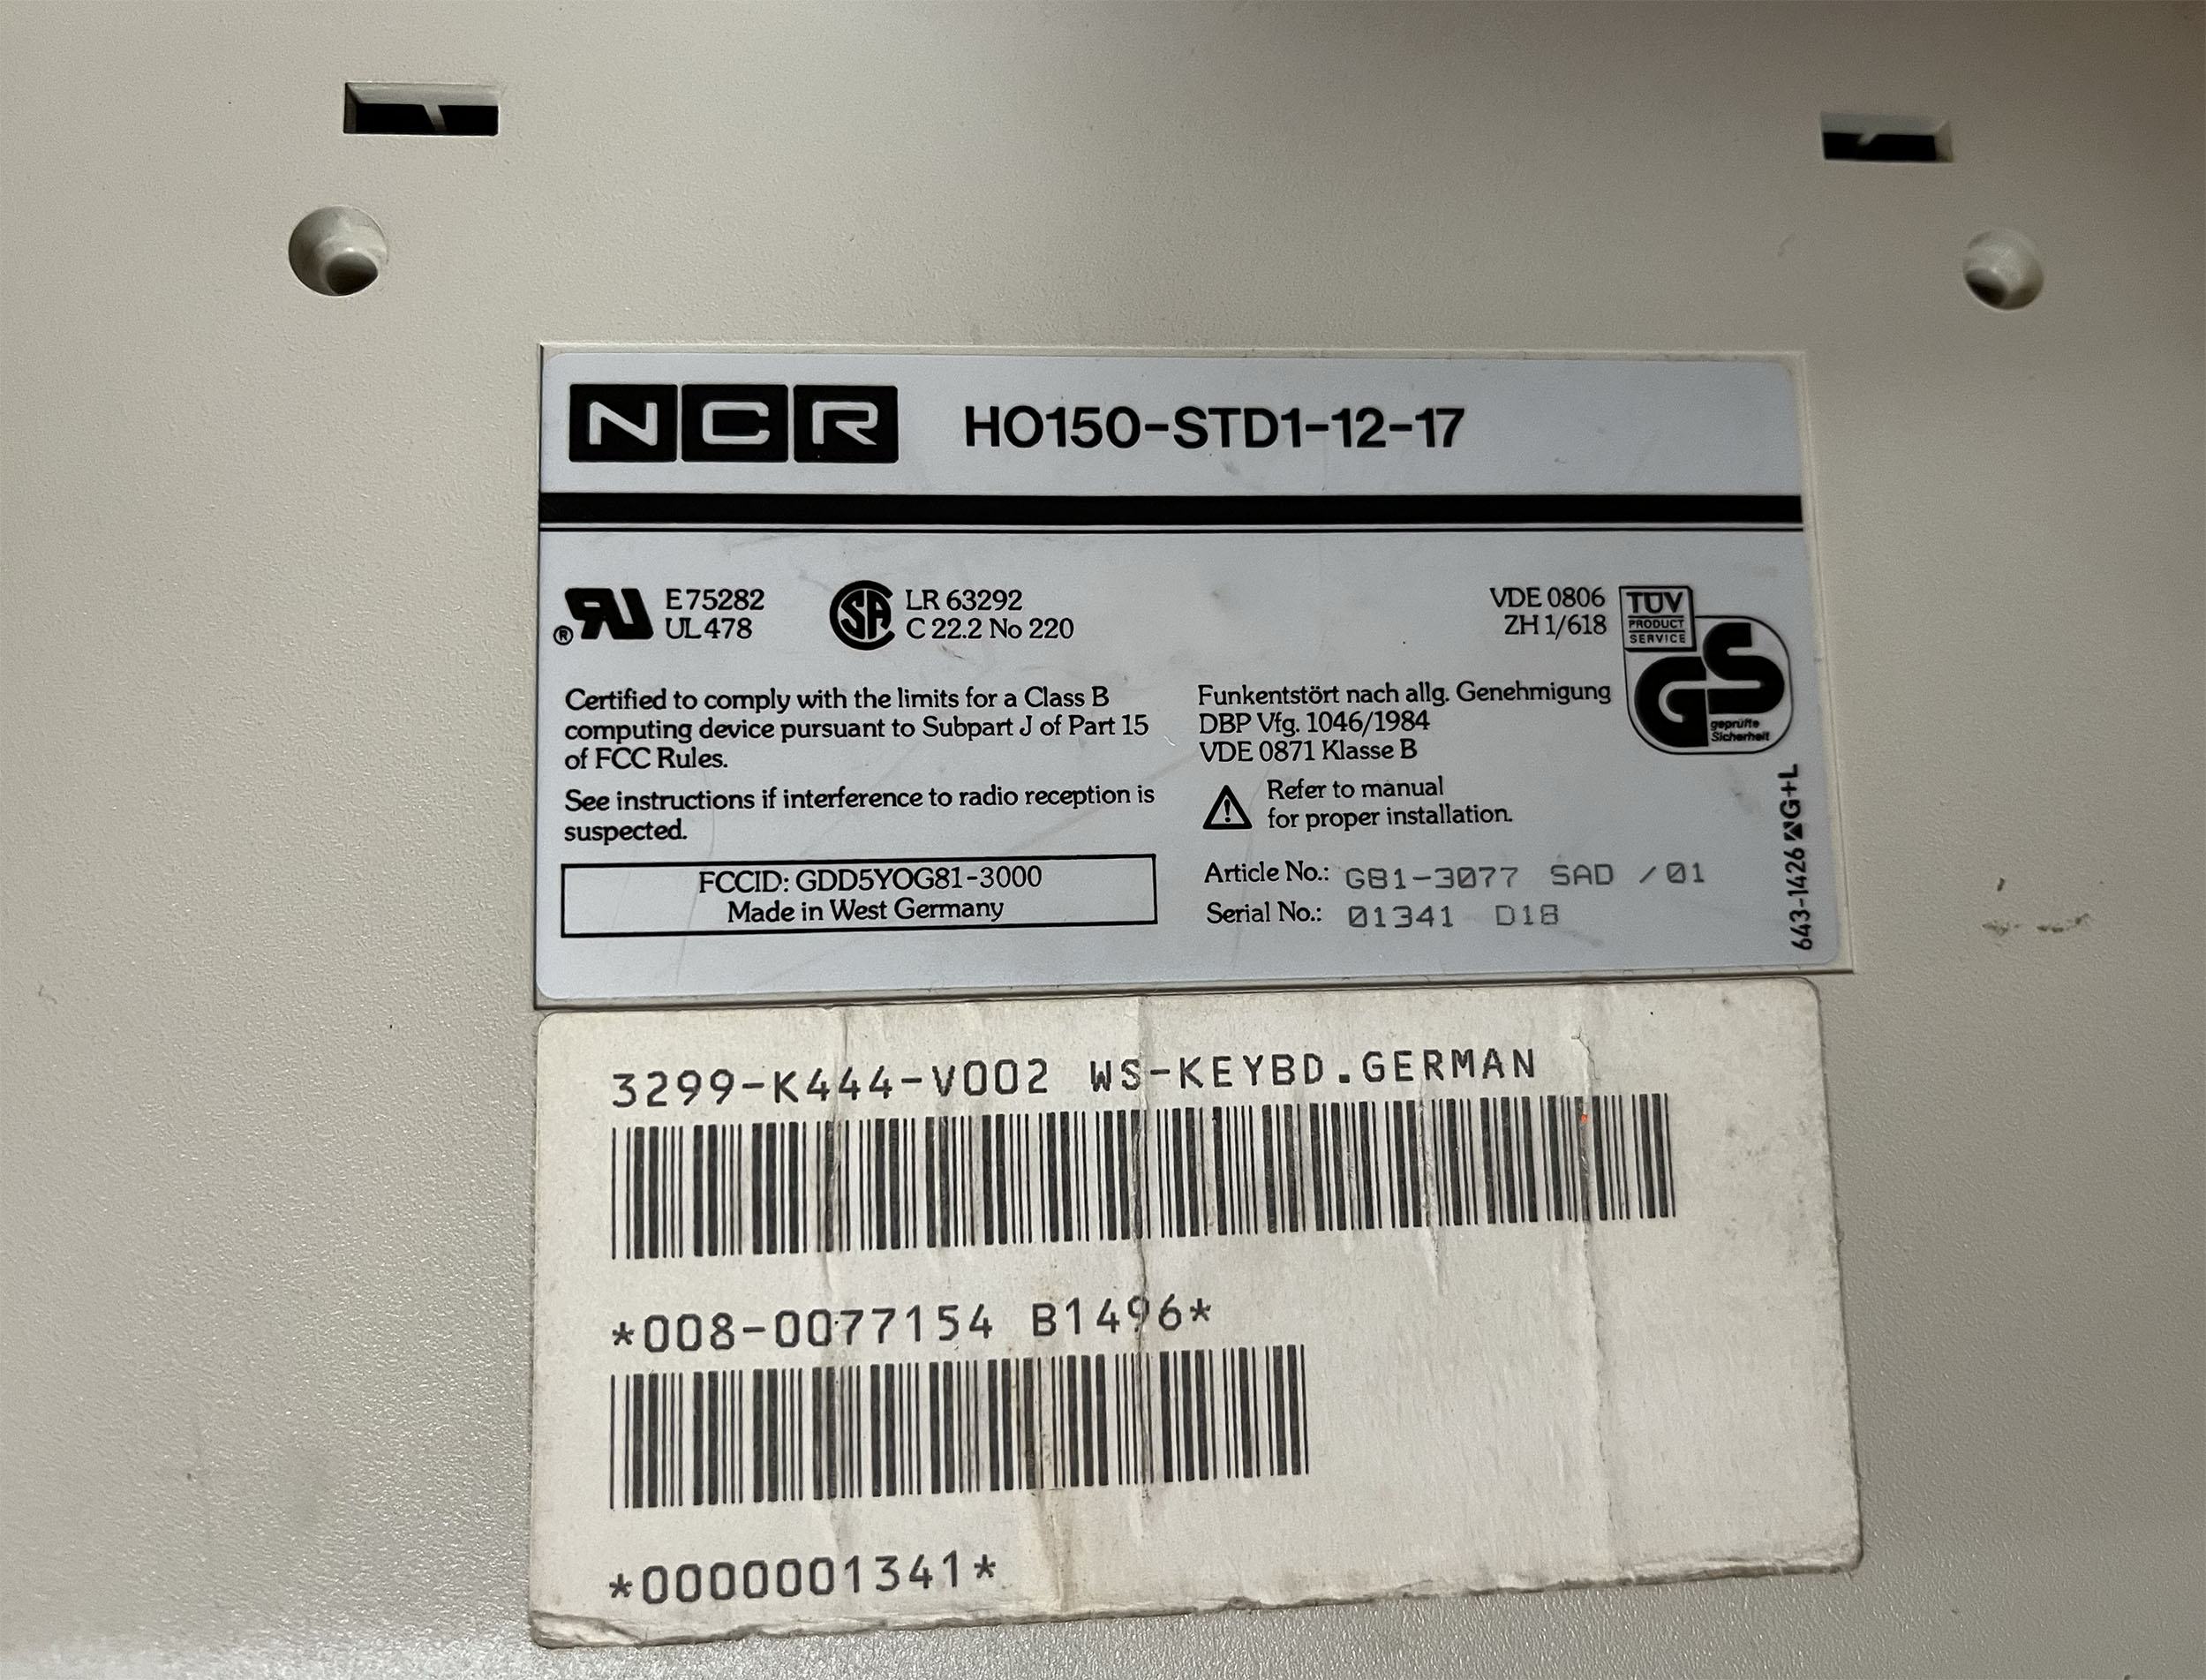 NCR HO150-STD1-12-17
E75282
UL 478
LR 63292
C 22.2 No 220
VDE 0806
ZH 1/618
TÜV
PRODUCT
SERVICE
GS
geprüfte
Sicherheit
Certified to comply with the limits for a Class B
computing device pursuant to Subpart J of Part 15
of FCC Rules.
See instructions if interference to radio reception is
suspected.
FCCID: GDD5YOG81-3000
Made in West Germany
Funkentstört nach allg. Genehmigung
DBP Vfg. 1046/1984
VDE 0871 Klasse B
Refer to manual
for proper installation.
Article No.: G81-3077 SAD /01
Serial No.: 01341 D18
643-1426 G+L
3299-K444-V002 WS-KEYBD.GERMAN
*008-0077154 B1496*
*0000001341*